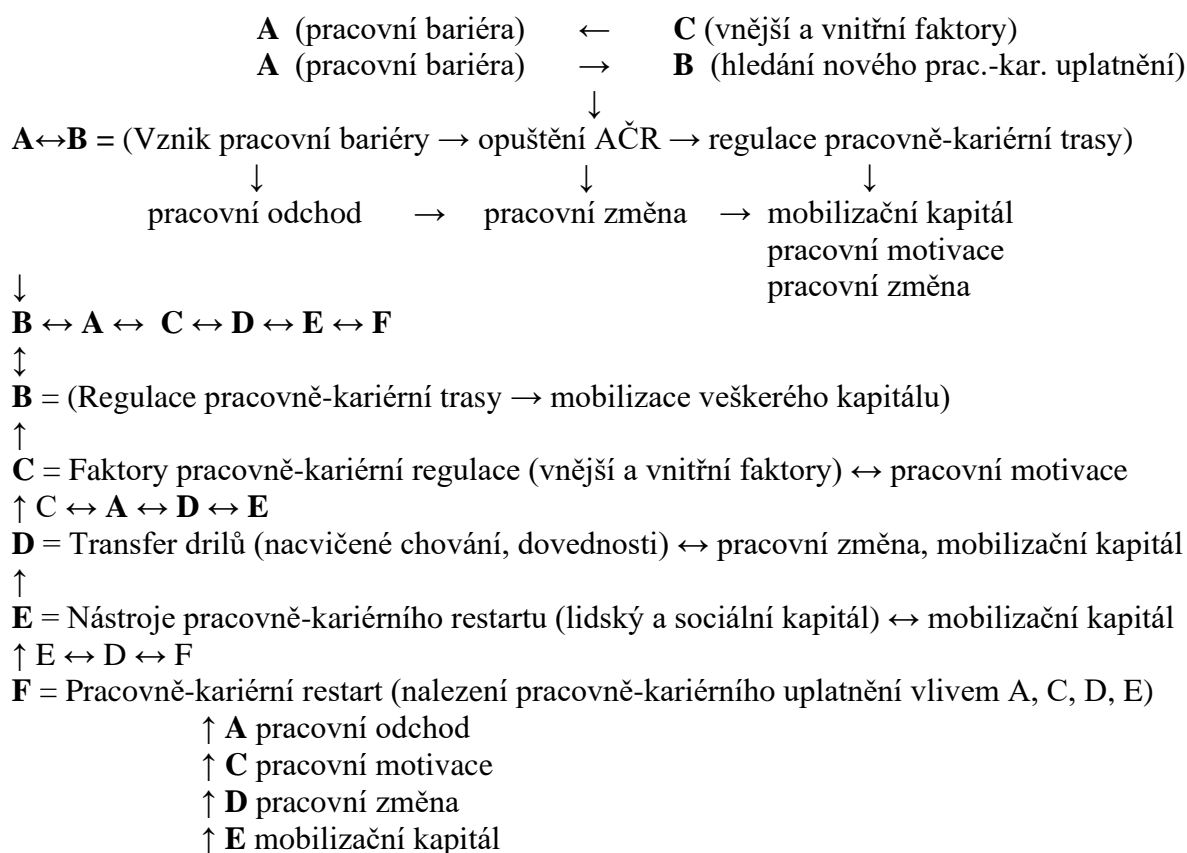 A (pracovní bariéra) ← C (vnější a vnitřní faktory)
A (pracovní bariéra) → B (hledání nového prac.-kar. uplatnění)
↓
A↔B = (Vznik pracovní bariéry → opuštění AČR → regulace pracovně-kariérní trasy)
↓ ↓ ↓
pracovní odchod → pracovní změna → mobilizační kapitál
pracovní motivace
↓ pracovní změna
B ↔ A ↔ C ↔ D ↔ E ↔ F
↕
B = (Regulace pracovně-kariérní trasy → mobilizace veškerého kapitálu)
↑
C = Faktory pracovně-kariérní regulace (vnější a vnitřní faktory) ↔ pracovní motivace
↑ C ↔ A ↔ D ↔ E
D = Transfer drilů (nacvičené chování, dovednosti) ↔ pracovní změna, mobilizační kapitál
↑
E = Nástroje pracovně-kariérního restartu (lidský a sociální kapitál) ↔ mobilizační kapitál
↑ E ↔ D ↔ F
F = Pracovně-kariérní restart (nalezení pracovně-kariérního uplatnění vlivem A, C, D, E)
↑ A pracovní odchod
↑ C pracovní motivace
↑ D pracovní změna
↑ E mobilizační kapitál